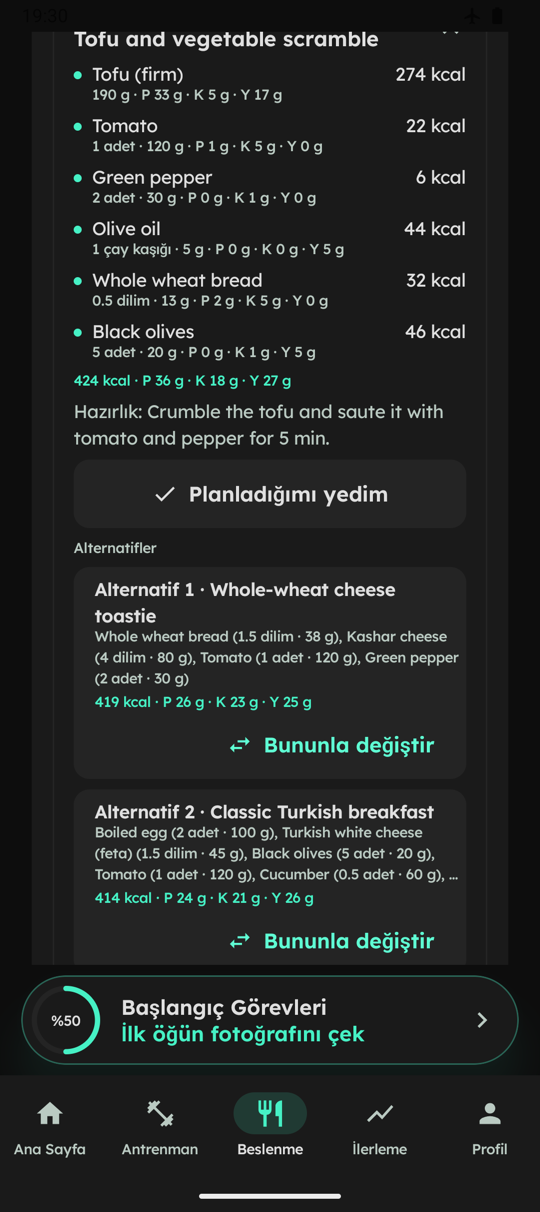 19:30
Tofu and vegetable scramble
Tofu (firm) 274 kcal
190 g · P 33 g · K 5 g · Y 17 g
Tomato 22 kcal
1 adet · 120 g · P 1 g · K 5 g · Y 0 g
Green pepper 6 kcal
2 adet · 30 g · P 0 g · K 1 g · Y 0 g
Olive oil 44 kcal
1 çay kaşığı · 5 g · P 0 g · K 0 g · Y 5 g
Whole wheat bread 32 kcal
0.5 dilim · 13 g · P 2 g · K 5 g · Y 0 g
Black olives 46 kcal
5 adet · 20 g · P 0 g · K 1 g · Y 5 g
424 kcal · P 36 g · K 18 g · Y 27 g
Hazırlık: Crumble the tofu and saute it with
tomato and pepper for 5 min.
Planladığımı yedim
Alternatifler
Alternatif 1 · Whole-wheat cheese
toastie
Whole wheat bread (1.5 dilim · 38 g), Kashar cheese
(4 dilim · 80 g), Tomato (1 adet · 120 g), Green pepper
(2 adet · 30 g)
419 kcal · P 26 g · K 23 g · Y 25 g
Bununla değiştir
Alternatif 2 · Classic Turkish breakfast
Boiled egg (2 adet · 100 g), Turkish white cheese
(feta) (1.5 dilim · 45 g), Black olives (5 adet · 20 g),
Tomato (1 adet · 120 g), Cucumber (0.5 adet · 60 g), ...
414 kcal · P 24 g · K 21 g · Y 26 g
Bununla değiştir
%50
Başlangıç Görevleri
İlk öğün fotoğrafını çek
Ana Sayfa
Antrenman
Beslenme
İlerleme
Profil